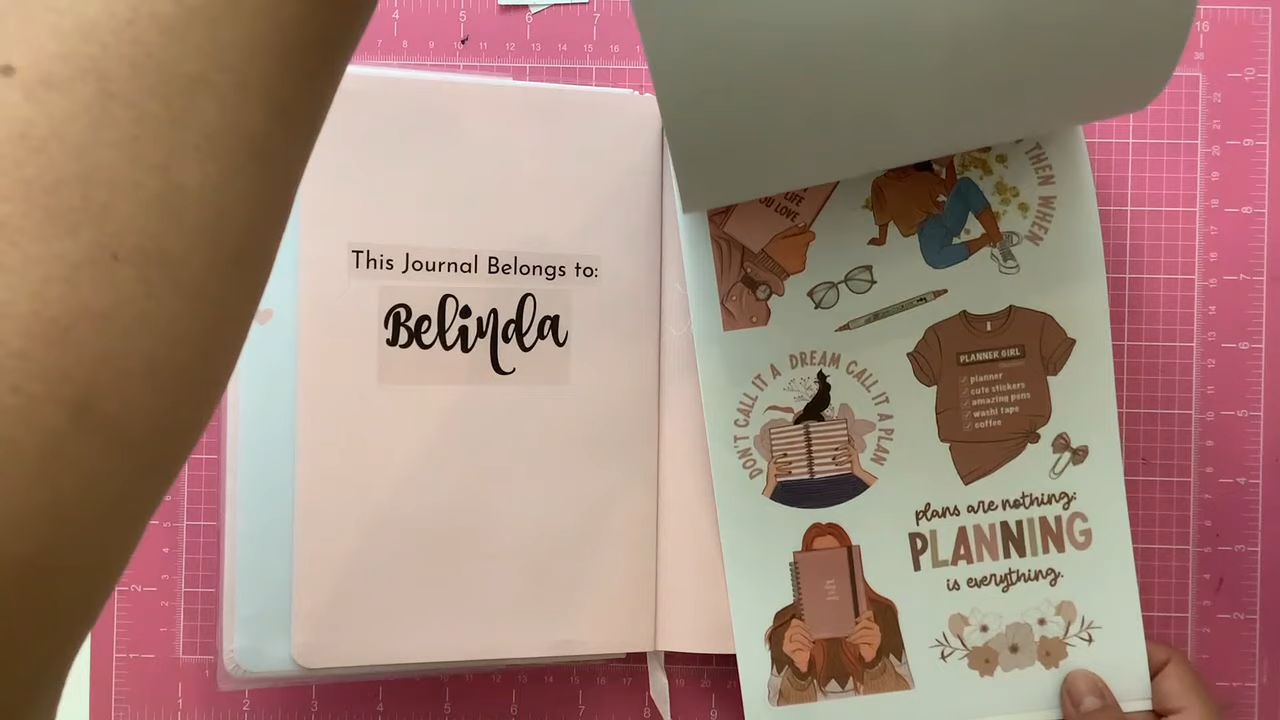 This Journal Belongs to:
Belinda
LIFE
LOVE
THEN WHEN
DON'T CALL IT A DREAM CALL IT A PLAN
PLANNER GIRL
planner
cute stickers
amazing pens
washi tape
coffee
plans are nothing;
PLANNING
is everything.